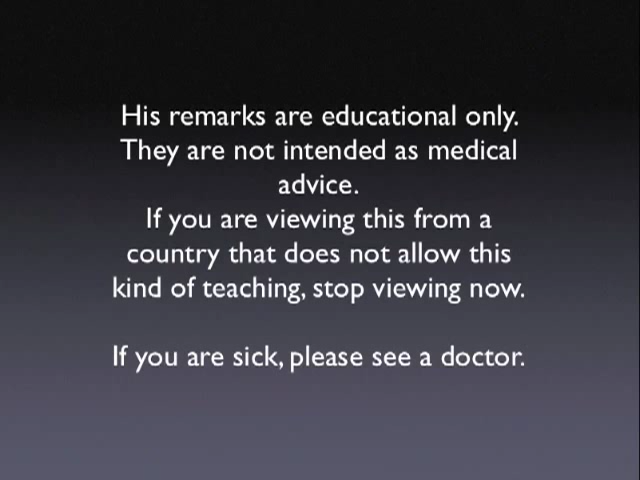 His remarks are educational only.
They are not intended as medical
advice.
If you are viewing this from a
country that does not allow this
kind of teaching, stop viewing now.
If you are sick, please see a doctor.